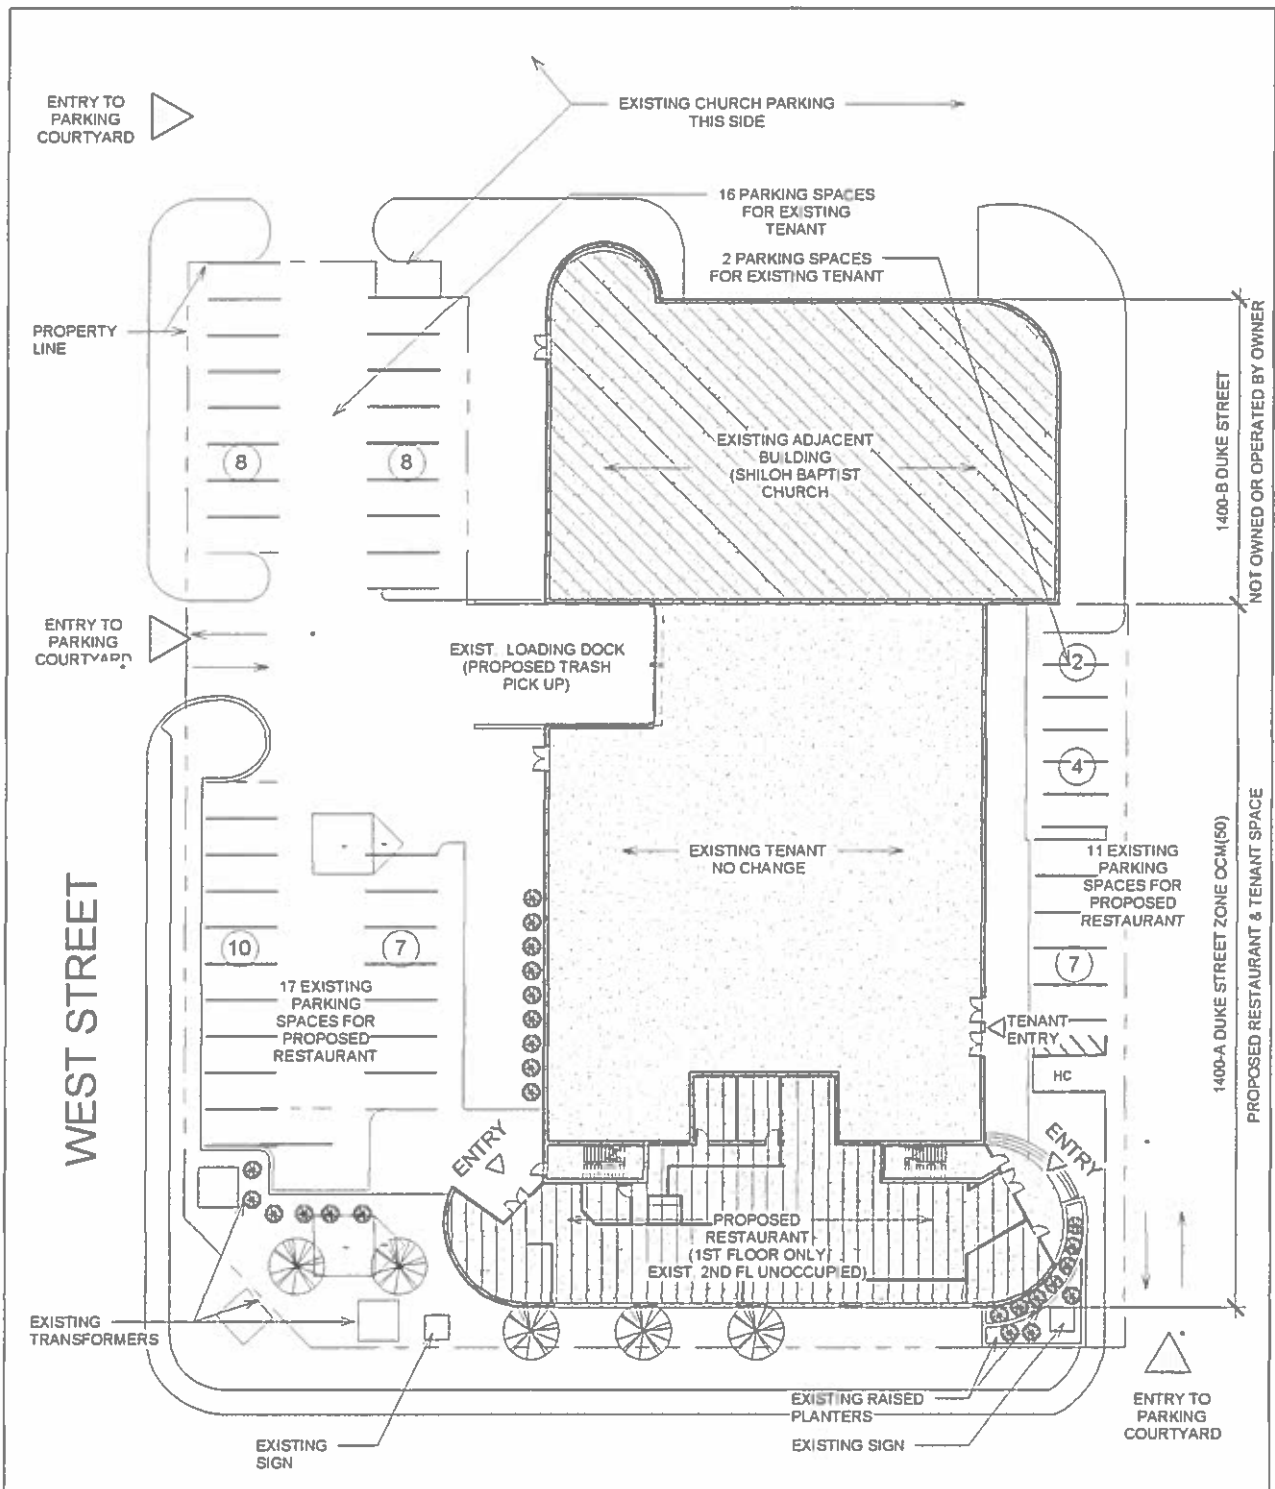 ENTRY TO
PARKING
COURTYARD
EXISTING CHURCH PARKING
THIS SIDE
16 PARKING SPACES
FOR EXISTING
TENANT
2 PARKING SPACES
FOR EXISTING TENANT
PROPERTY
LINE
8
8
EXISTING ADJACENT
BUILDING
(SHILOH BAPTIST
CHURCH
1400-B DUKE STREET
NOT OWNED OR OPERATED BY OWNER
ENTRY TO
PARKING
COURTYARD
EXIST. LOADING DOCK
(PROPOSED TRASH
PICK UP)
2
4
EXISTING TENANT
NO CHANGE
11 EXISTING
PARKING
SPACES FOR
PROPOSED
RESTAURANT
1400-A DUKE STREET ZONE OCM(50)
PROPOSED RESTAURANT & TENANT SPACE
WEST STREET
10
7
7
17 EXISTING
PARKING
SPACES FOR
PROPOSED
RESTAURANT
TENANT
ENTRY
HC
ENTRY
ENTRY
PROPOSED
RESTAURANT
(1ST FLOOR ONLY
EXIST. 2ND FL UNOCCUPIED)
EXISTING
TRANSFORMERS
EXISTING RAISED
PLANTERS
EXISTING SIGN
EXISTING
SIGN
ENTRY TO
PARKING
COURTYARD